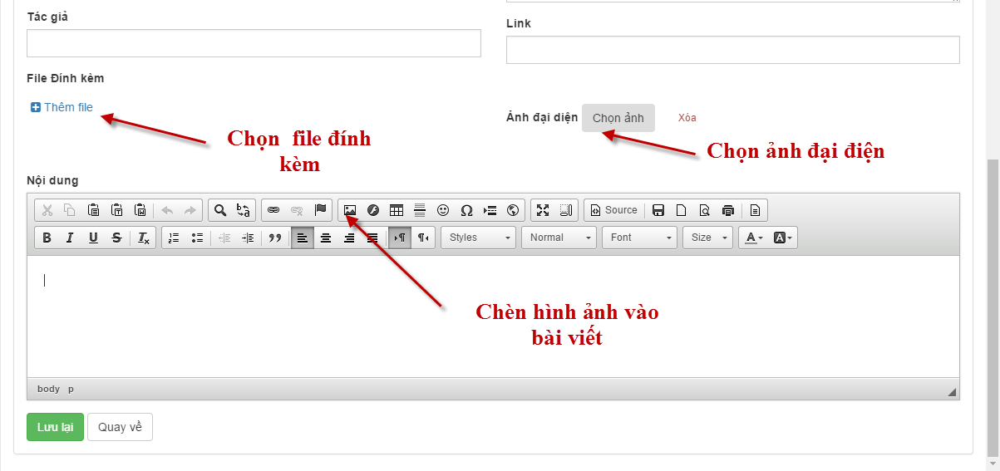 Tác giả
Link
File Đính kèm
Thêm file
Ảnh đại diện Chọn ảnh Xóa
Chọn file đính
kèm
Chọn ảnh đại điện
Nội dung
Source
Styles Normal Font Size
Chèn hình ảnh vào
bài viết
body p
Lưu lại Quay về